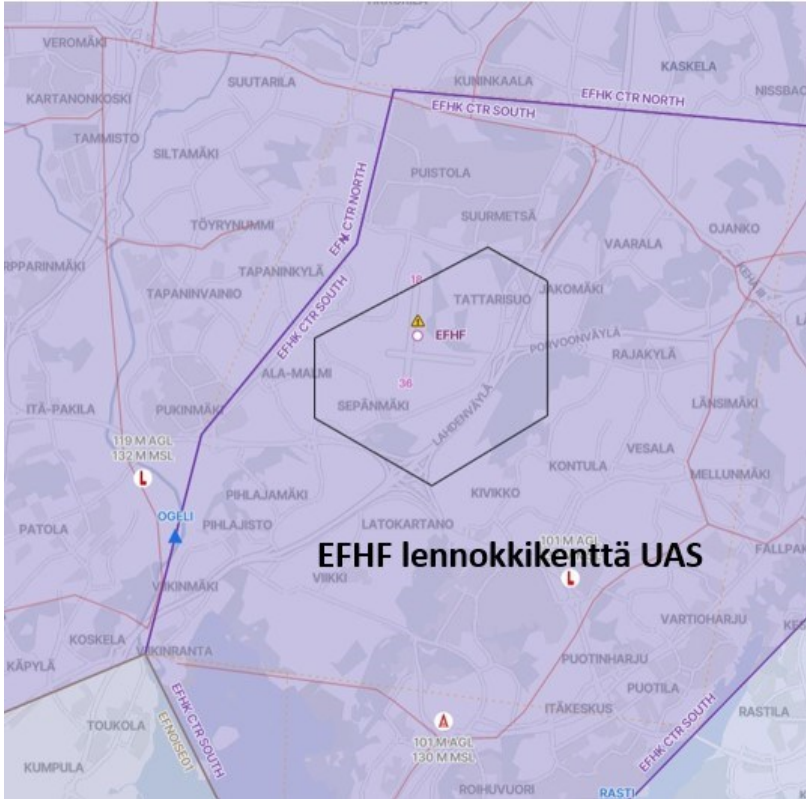 VEROMÄKI
KARTANONKOSKI
TAMMISTO
SUUTARILA
SILTAMÄKI
KUNINKAALA
KASKELA
EFHK CTR NORTH
EFHK CTR SOUTH
PUISTOLA
SUURMETSÄ
TÖYRYNUMMI
TAPANINKYLÄ
TAPANINVAINIO
EFHK CTR SOUTH
VAARALA
OJANKO
KEHÄ III
18
TATTARISUO
JAKOMÄKI
EFHF
PORVOONVÄYLÄ
RAJAKYLÄ
ALA-MALMI
36
SEPÄNMÄKI
LAHDENVÄYLÄ
ITÄ-PAKILA
PUKINMÄKI
LÄNSIMÄKI
119 M AGL
132 M MSL
VESALA
KONTULA
MELLUNMÄKI
PIHLAJAMÄKI
KIVIKKO
OGELI
PATOLA
PIHLAJISTO
LATOKARTANO
101 M AGL
EFHF lennokkikenttä UAS
VIIKKI
VIIKINMÄKI
VARTIOHARJU
KOSKELA
VIIKINRANTA
KÄPYLÄ
PUOTINHARJU
PUOTILA
EFHK CTR SOUTH
EFNOISE01
EFHK CTR SOUTH
ITÄKESKUS
RASTILA
TOUKOLA
101 M AGL
130 M MSL
KUMPULA
ROIHUVUORI
RASTI